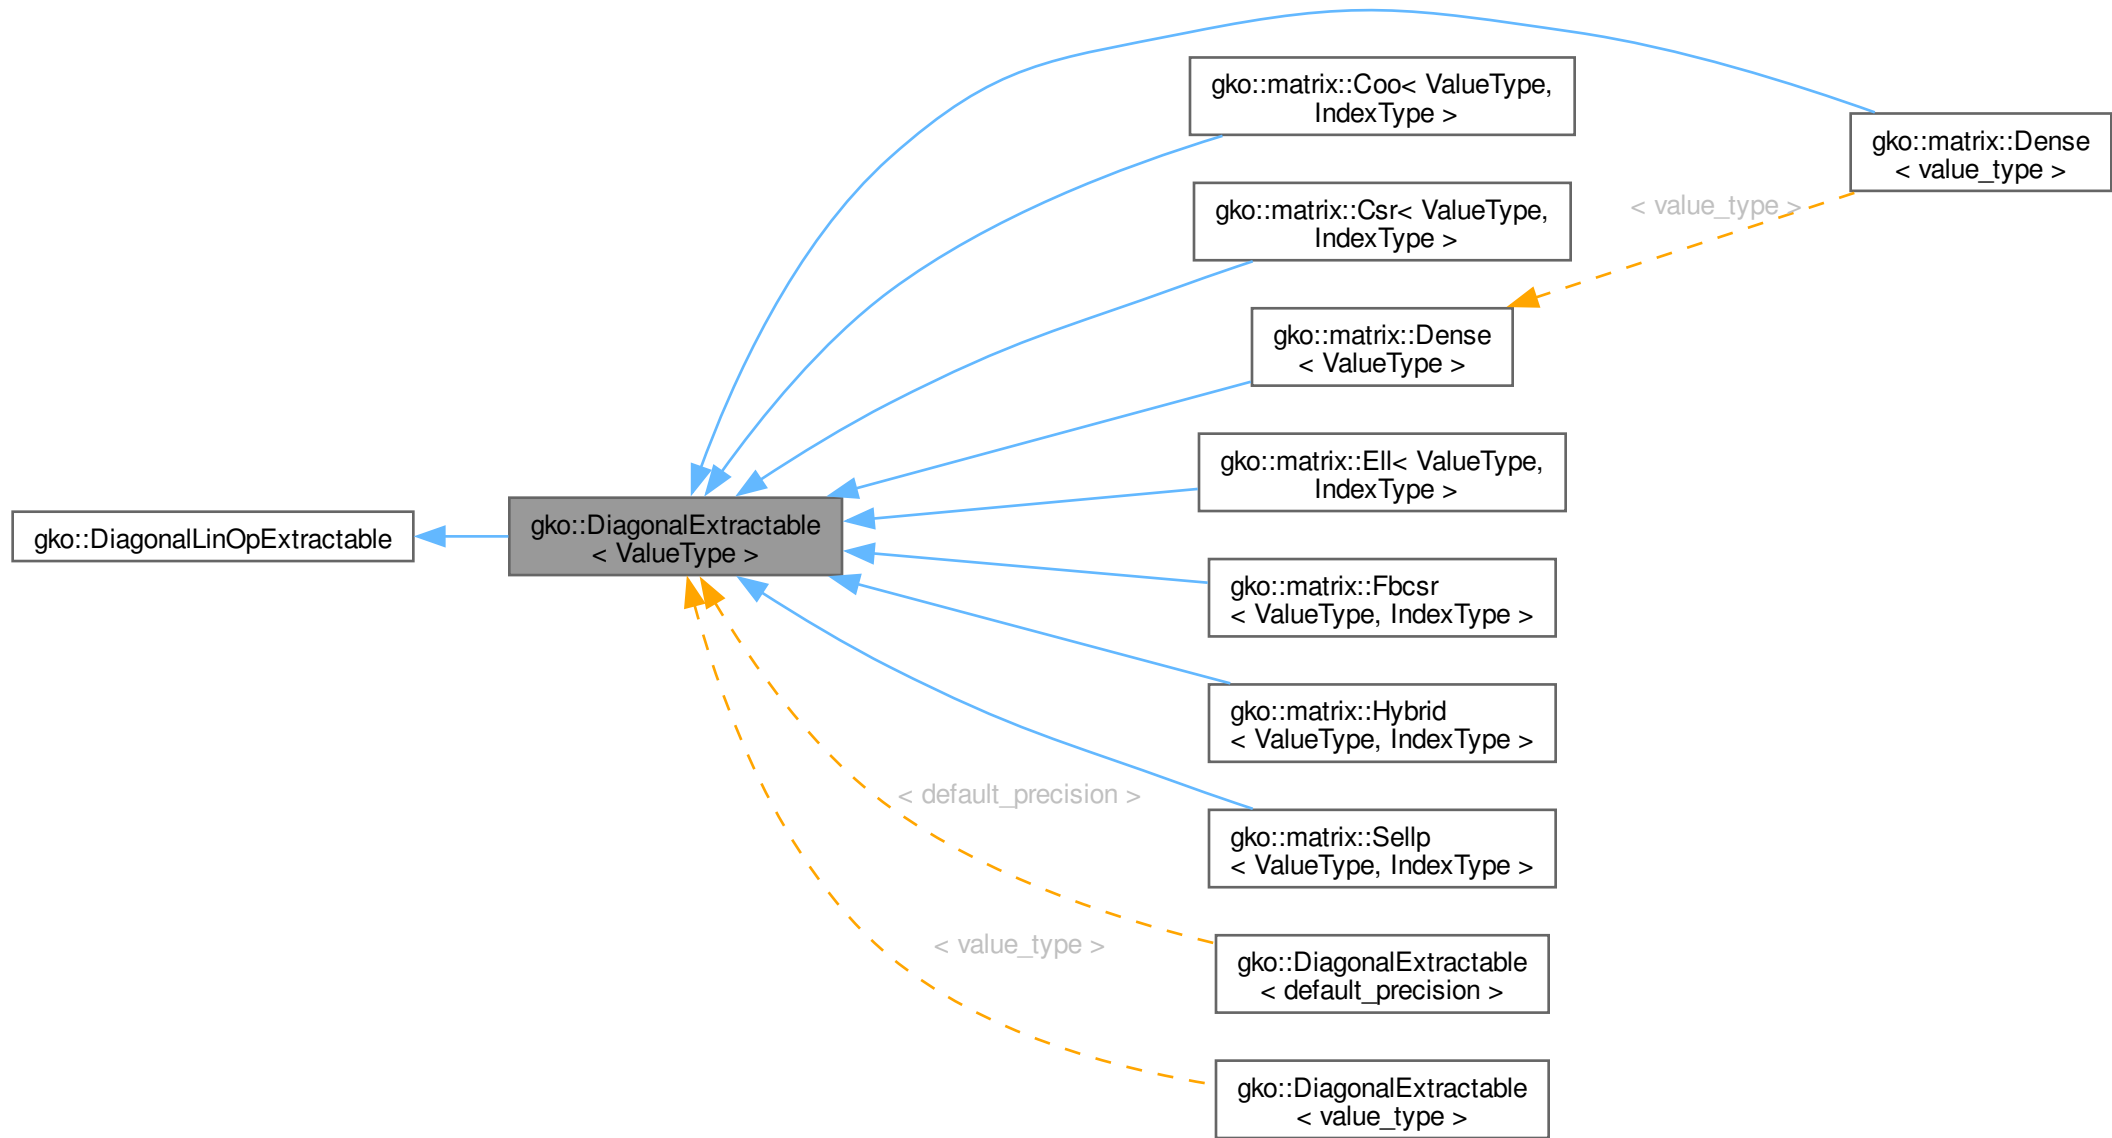 gko::matrix::Coo< ValueType,
IndexType >
gko::matrix::Dense
< value_type >
gko::matrix::Csr< ValueType,
IndexType >
< value_type >
gko::matrix::Dense
< ValueType >
gko::matrix::Ell< ValueType,
IndexType >
gko::DiagonalLinOpExtractable
gko::DiagonalExtractable
< ValueType >
gko::matrix::Fbcsr
< ValueType, IndexType >
gko::matrix::Hybrid
< ValueType, IndexType >
< default_precision >
gko::matrix::Sellp
< ValueType, IndexType >
< value_type >
gko::DiagonalExtractable
< default_precision >
gko::DiagonalExtractable
< value_type >